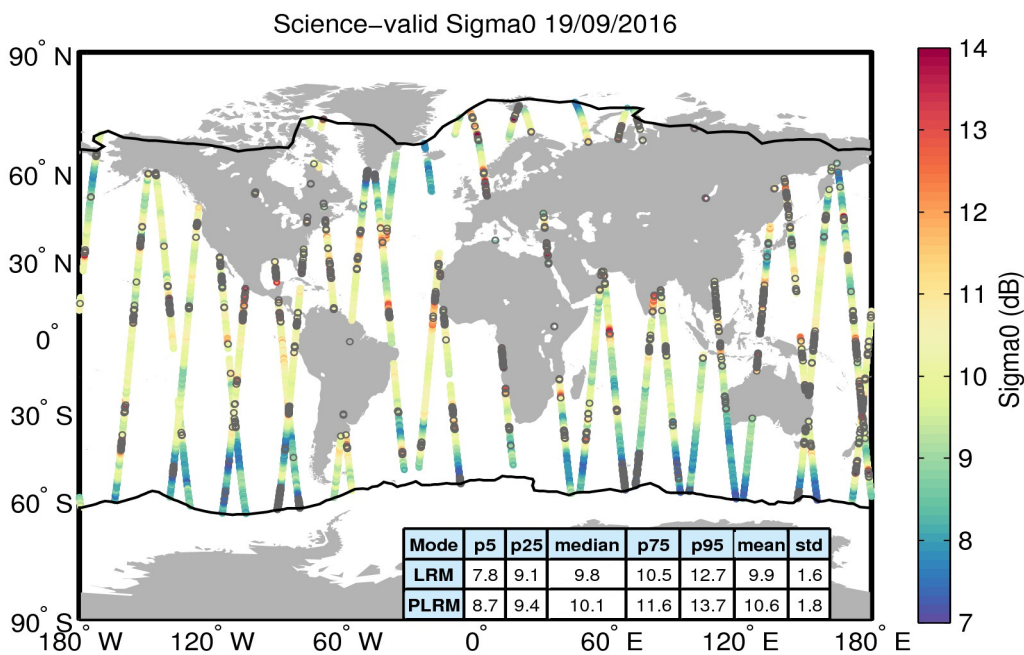 Science−valid Sigma0 19/09/2016
90° N
60° N
30° N
0°
30° S
60° S
90° S
180° W
120° W
60° W
0°
60° E
120° E
180° E
Mode p5 p25 median p75 p95 mean std
LRM 7.8 9.1 9.8 10.5 12.7 9.9 1.6
PLRM 8.7 9.4 10.1 11.6 13.7 10.6 1.8
14
13
12
11
10
9
8
7
Sigma0 (dB)